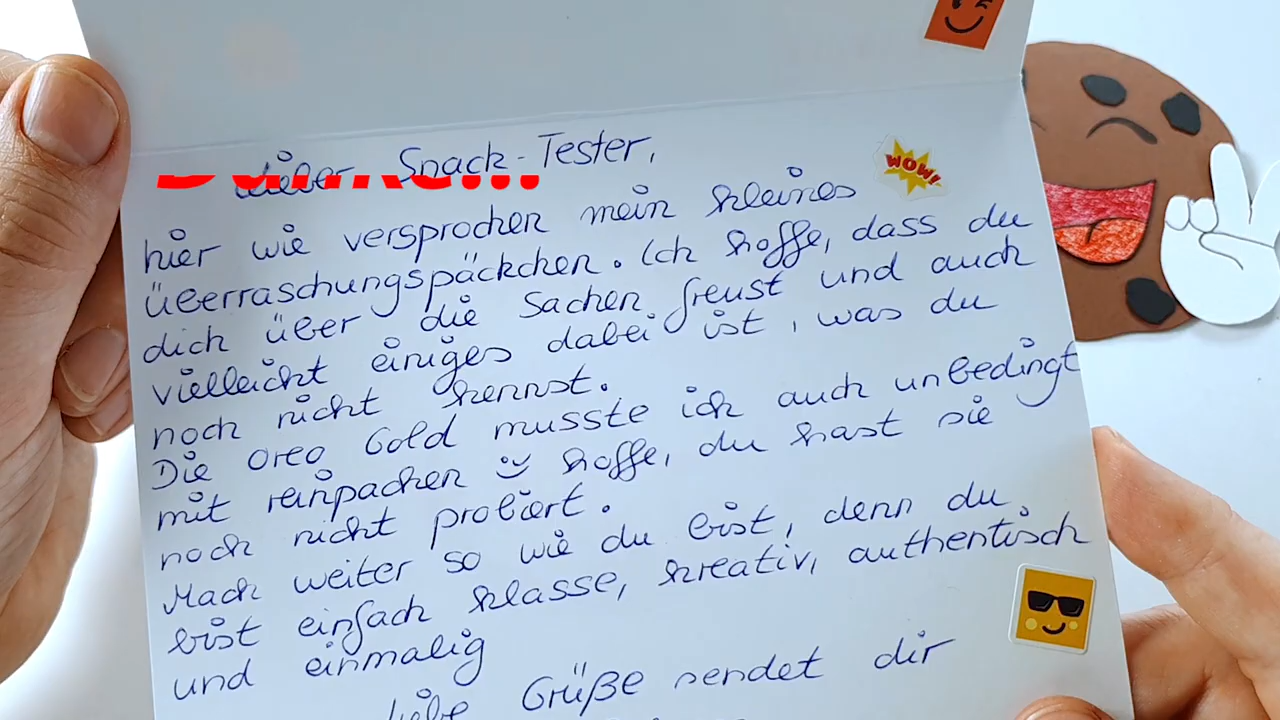 Lieber Snack-Tester,
Danke...
WOW!
hier wie versprochen mein kleines
überraschungspäckchen. Ich hoffe, dass du
dich über die Sachen freust und auch
vielleicht einiges dabei ist, was du
noch nicht kennst.
Die Oreo Gold musste ich auch unbedingt
mit reinpacken hoffe, du hast sie
noch nicht probiert.
Mach weiter so wie du bist, denn du
bist einfach klasse, kreativ, authentisch
und einmalig
liebe Grüße sendet dir